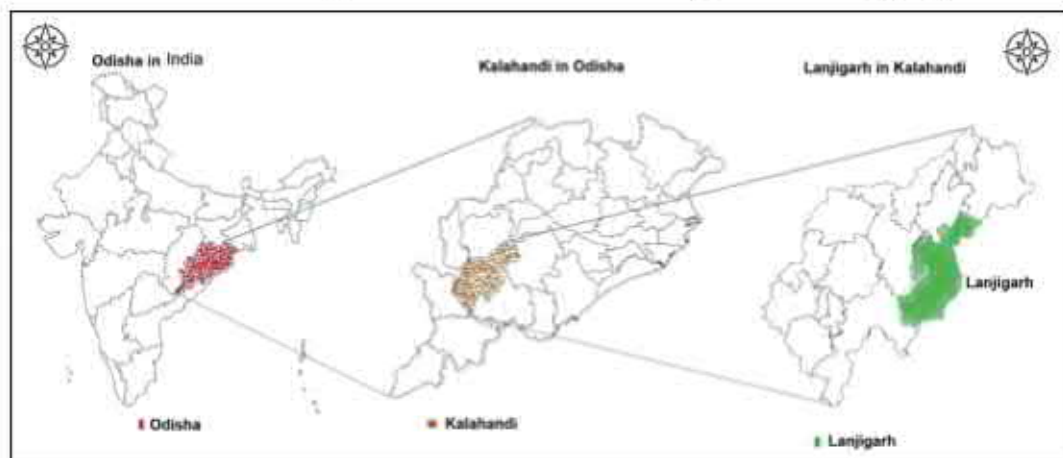 Odisha in India
Kalahandi in Odisha
Lanjigarh in Kalahandi
Lanjigarh
Odisha
Kalahandi
Lanjigarh